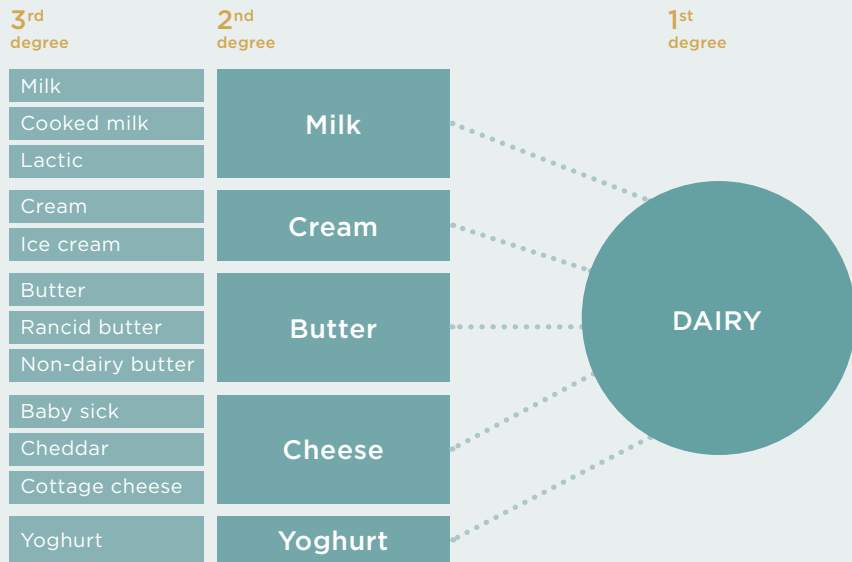 3rd degree
2nd degree
1st degree
Milk
Cooked milk
Lactic
Milk
Cream
Ice cream
Cream
Butter
Rancid butter
Non-dairy butter
Butter
DAIRY
Baby sick
Cheddar
Cottage cheese
Cheese
Yoghurt
Yoghurt